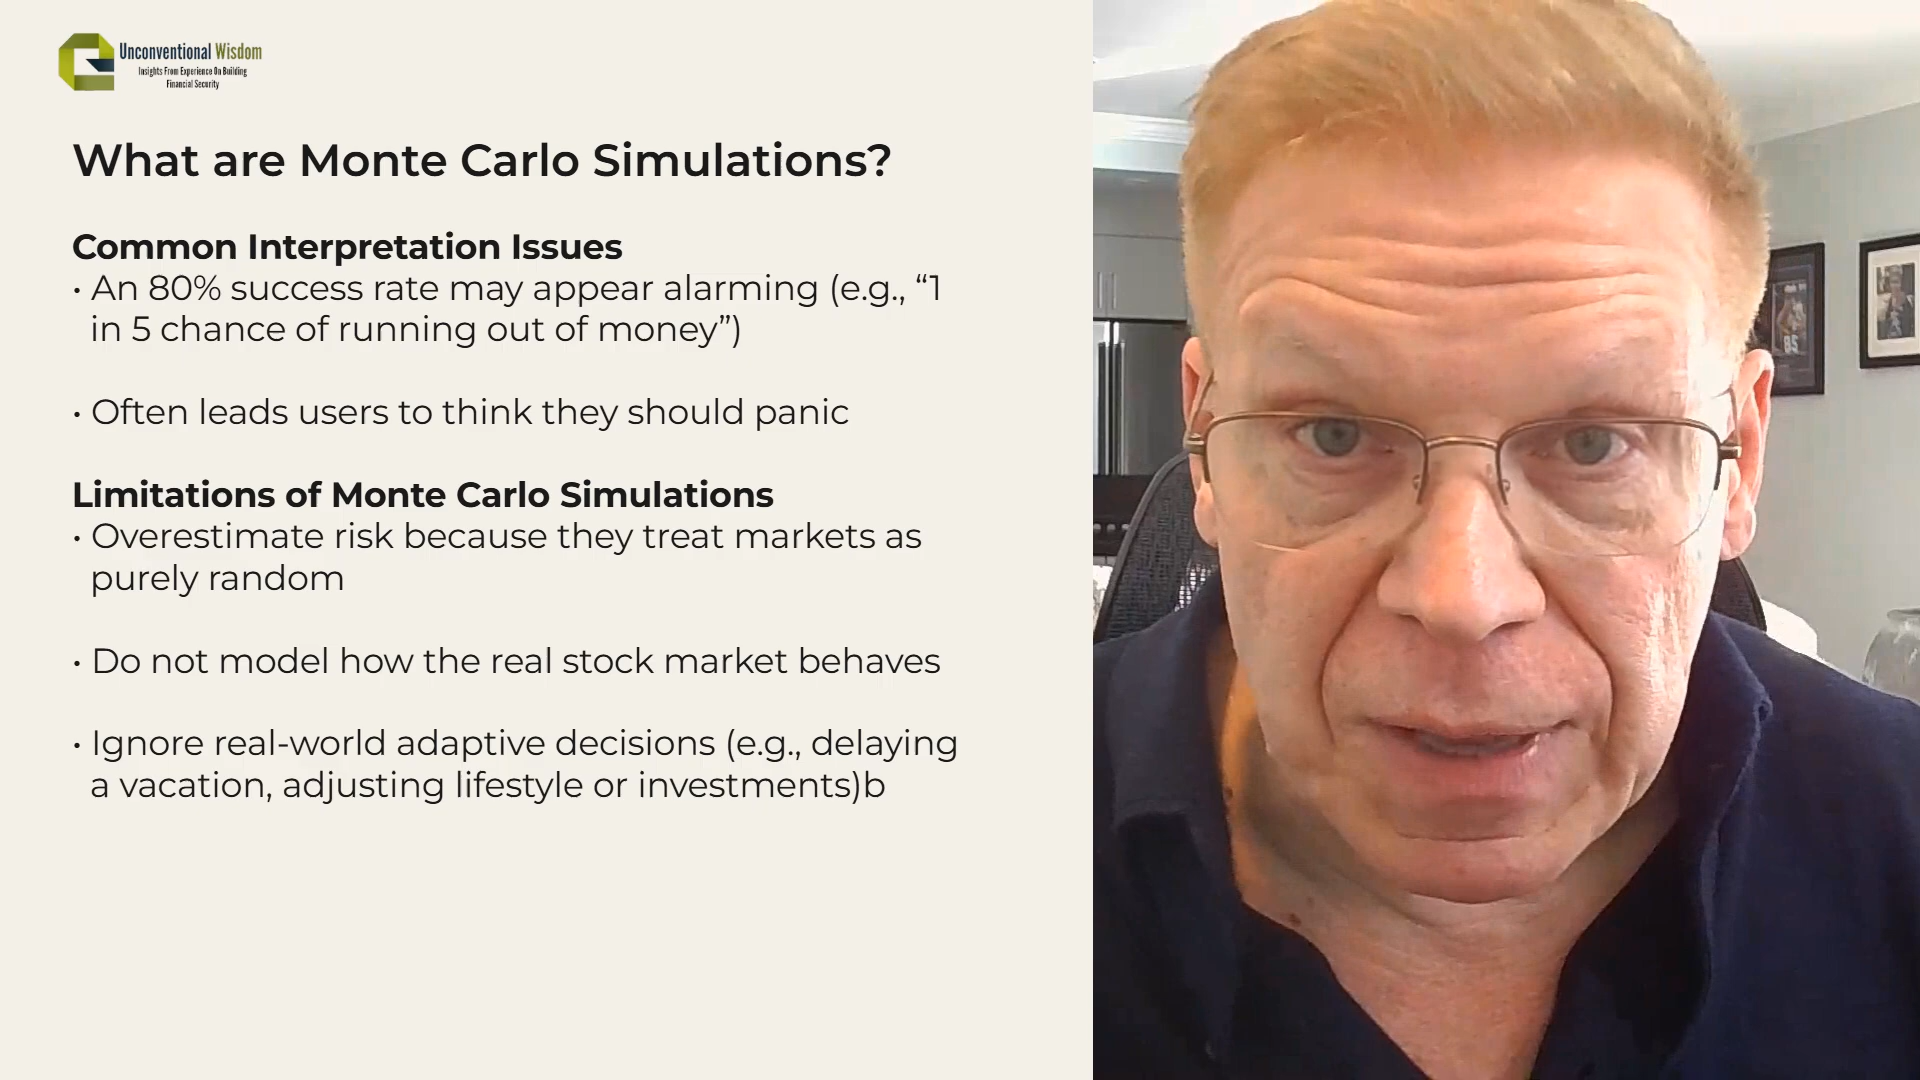 Unconventional Wisdom
Insights From Experience On Building
Financial Security
What are Monte Carlo Simulations?
Common Interpretation Issues
• An 80% success rate may appear alarming (e.g., “1
in 5 chance of running out of money”)
• Often leads users to think they should panic
Limitations of Monte Carlo Simulations
• Overestimate risk because they treat markets as
purely random
• Do not model how the real stock market behaves
• Ignore real-world adaptive decisions (e.g., delaying
a vacation, adjusting lifestyle or investments)b
85